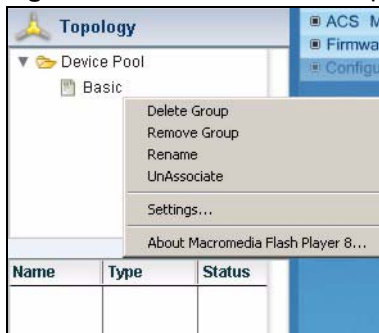 Topology
Device Pool
Basic
Delete Group
Remove Group
Rename
UnAssociate
Settings...
About Macromedia Flash Player 8...
Name Type Status
ACS M
Firmwa
Configu